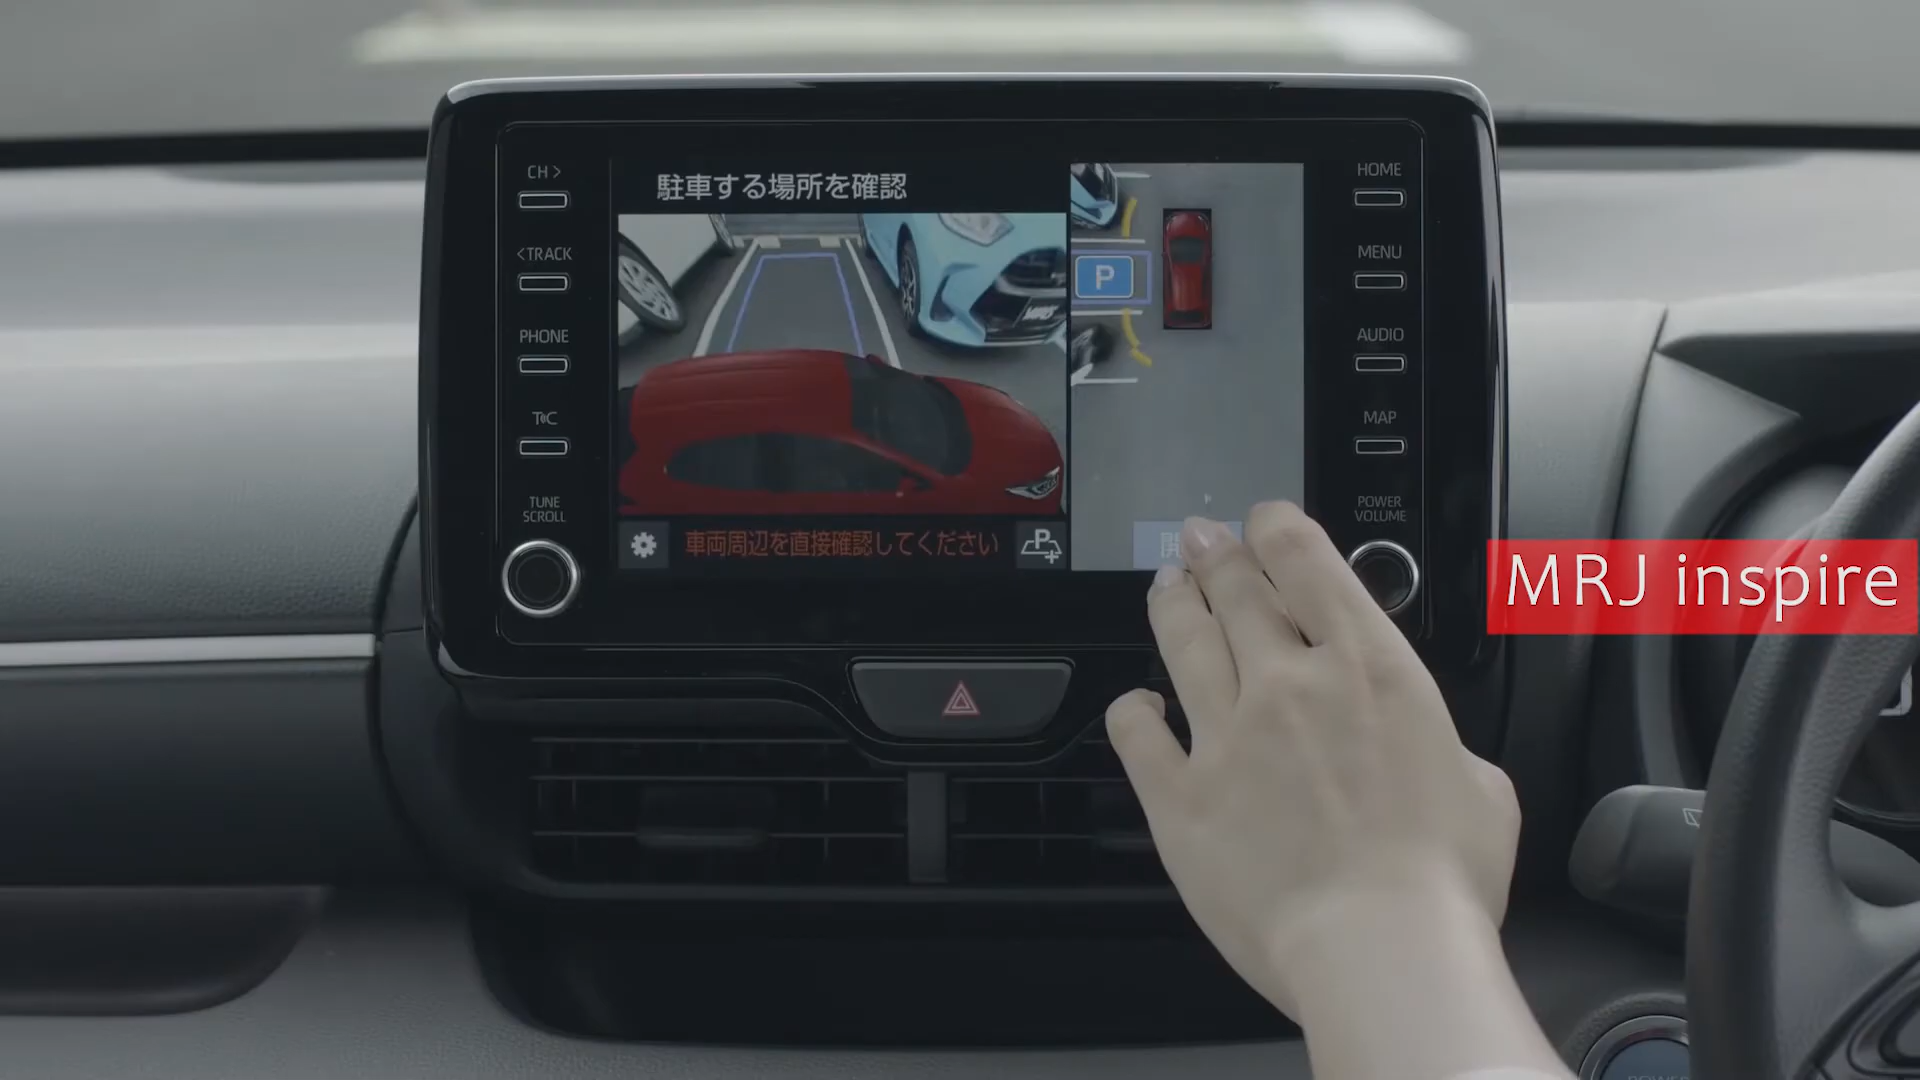 CH >
<TRACK
PHONE
T@C
TUNE
SCROLL
駐車する場所を確認
P
車両周辺を直接確認してください
P
開
HOME
MENU
AUDIO
MAP
POWER
VOLUME
MRJ inspire